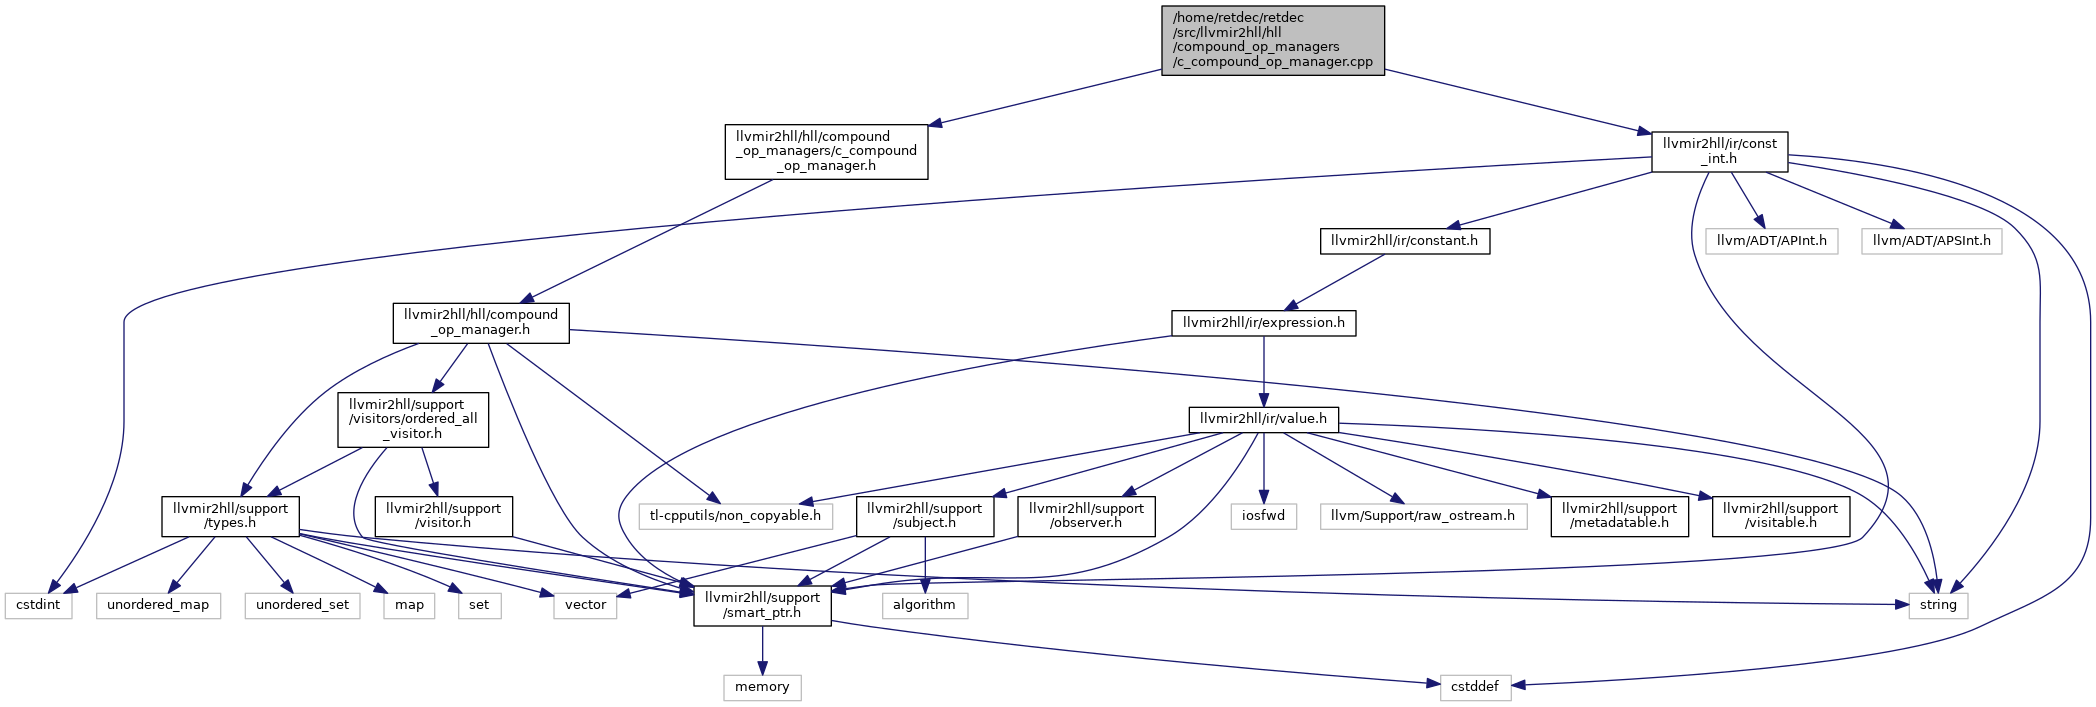 /home/retdec/retdec
/src/llvmir2hll/hll
/compound_op_managers
/c_compound_op_manager.cpp
llvmir2hll/hll/compound
_op_managers/c_compound
_op_manager.h
llvmir2hll/ir/const
_int.h
llvmir2hll/ir/constant.h
llvm/ADT/APInt.h
llvm/ADT/APSInt.h
llvmir2hll/hll/compound
_op_manager.h
llvmir2hll/ir/expression.h
llvmir2hll/support
/visitors/ordered_all
_visitor.h
llvmir2hll/ir/value.h
llvmir2hll/support
/types.h
llvmir2hll/support
/visitor.h
tl-cpputils/non_copyable.h
llvmir2hll/support
/subject.h
llvmir2hll/support
/observer.h
iosfwd
llvm/Support/raw_ostream.h
llvmir2hll/support
/metadatable.h
llvmir2hll/support
/visitable.h
cstdint
unordered_map
unordered_set
map
set
vector
llvmir2hll/support
/smart_ptr.h
algorithm
string
memory
cstddef